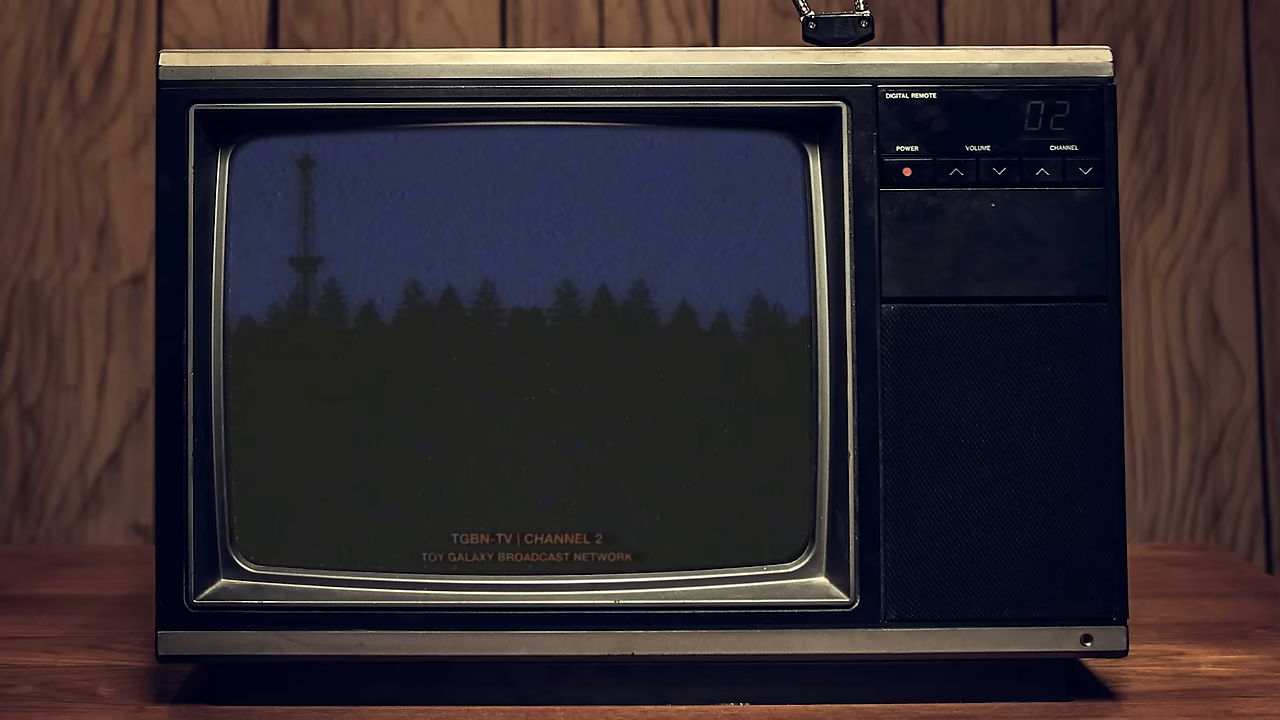 DIGITAL REMOTE
02
POWER VOLUME CHANNEL
TGBN-TV | CHANNEL 2
TOY GALAXY BROADCAST NETWORK